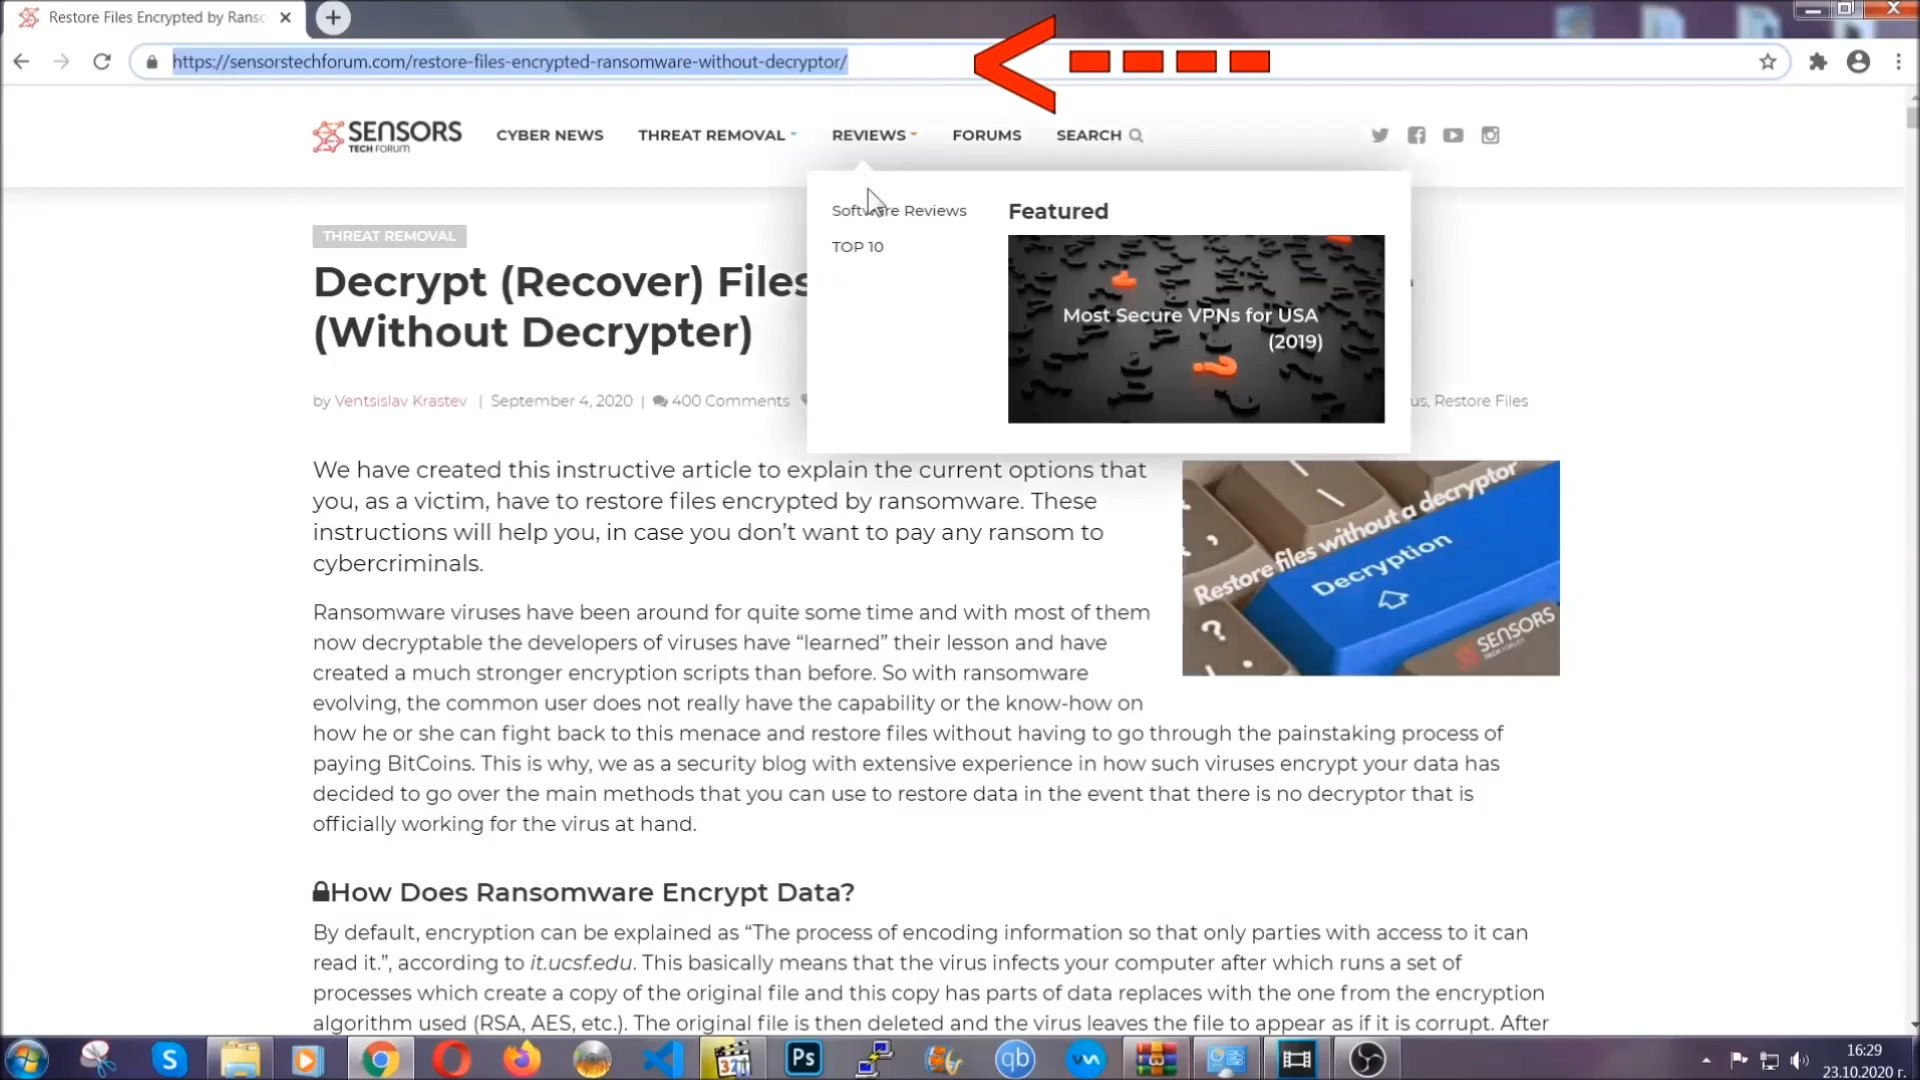 Restore Files Encrypted by Ranso
https://sensorstechforum.com/restore-files-encrypted-ransomware-without-decryptor/
SENSORS
TECH FORUM
CYBER NEWS THREAT REMOVAL REVIEWS FORUMS SEARCH
Software Reviews
TOP 10
Featured
Most Secure VPNs for USA
(2019)
THREAT REMOVAL
Decrypt (Recover) Files
(Without Decrypter)
by Ventsislav Krastev | September 4, 2020 | 400 Comments
us, Restore Files
We have created this instructive article to explain the current options that
you, as a victim, have to restore files encrypted by ransomware. These
instructions will help you, in case you don't want to pay any ransom to
cybercriminals.
Restore files without a decryptor
Decryption
SENSORS
TECH FORUM
Ransomware viruses have been around for quite some time and with most of them
now decryptable the developers of viruses have “learned” their lesson and have
created a much stronger encryption scripts than before. So with ransomware
evolving, the common user does not really have the capability or the know-how on
how he or she can fight back to this menace and restore files without having to go through the painstaking process of
paying BitCoins. This is why, we as a security blog with extensive experience in how such viruses encrypt your data has
decided to go over the main methods that you can use to restore data in the event that there is no decryptor that is
officially working for the virus at hand.
How Does Ransomware Encrypt Data?
By default, encryption can be explained as “The process of encoding information so that only parties with access to it can
read it.”, according to it.ucsf.edu. This basically means that the virus infects your computer after which runs a set of
processes which create a copy of the original file and this copy has parts of data replaces with the one from the encryption
algorithm used (RSA, AES, etc.). The original file is then deleted and the virus leaves the file to appear as if it is corrupt. After
S
321
Ps
qb
16:29
23.10.2020 г.